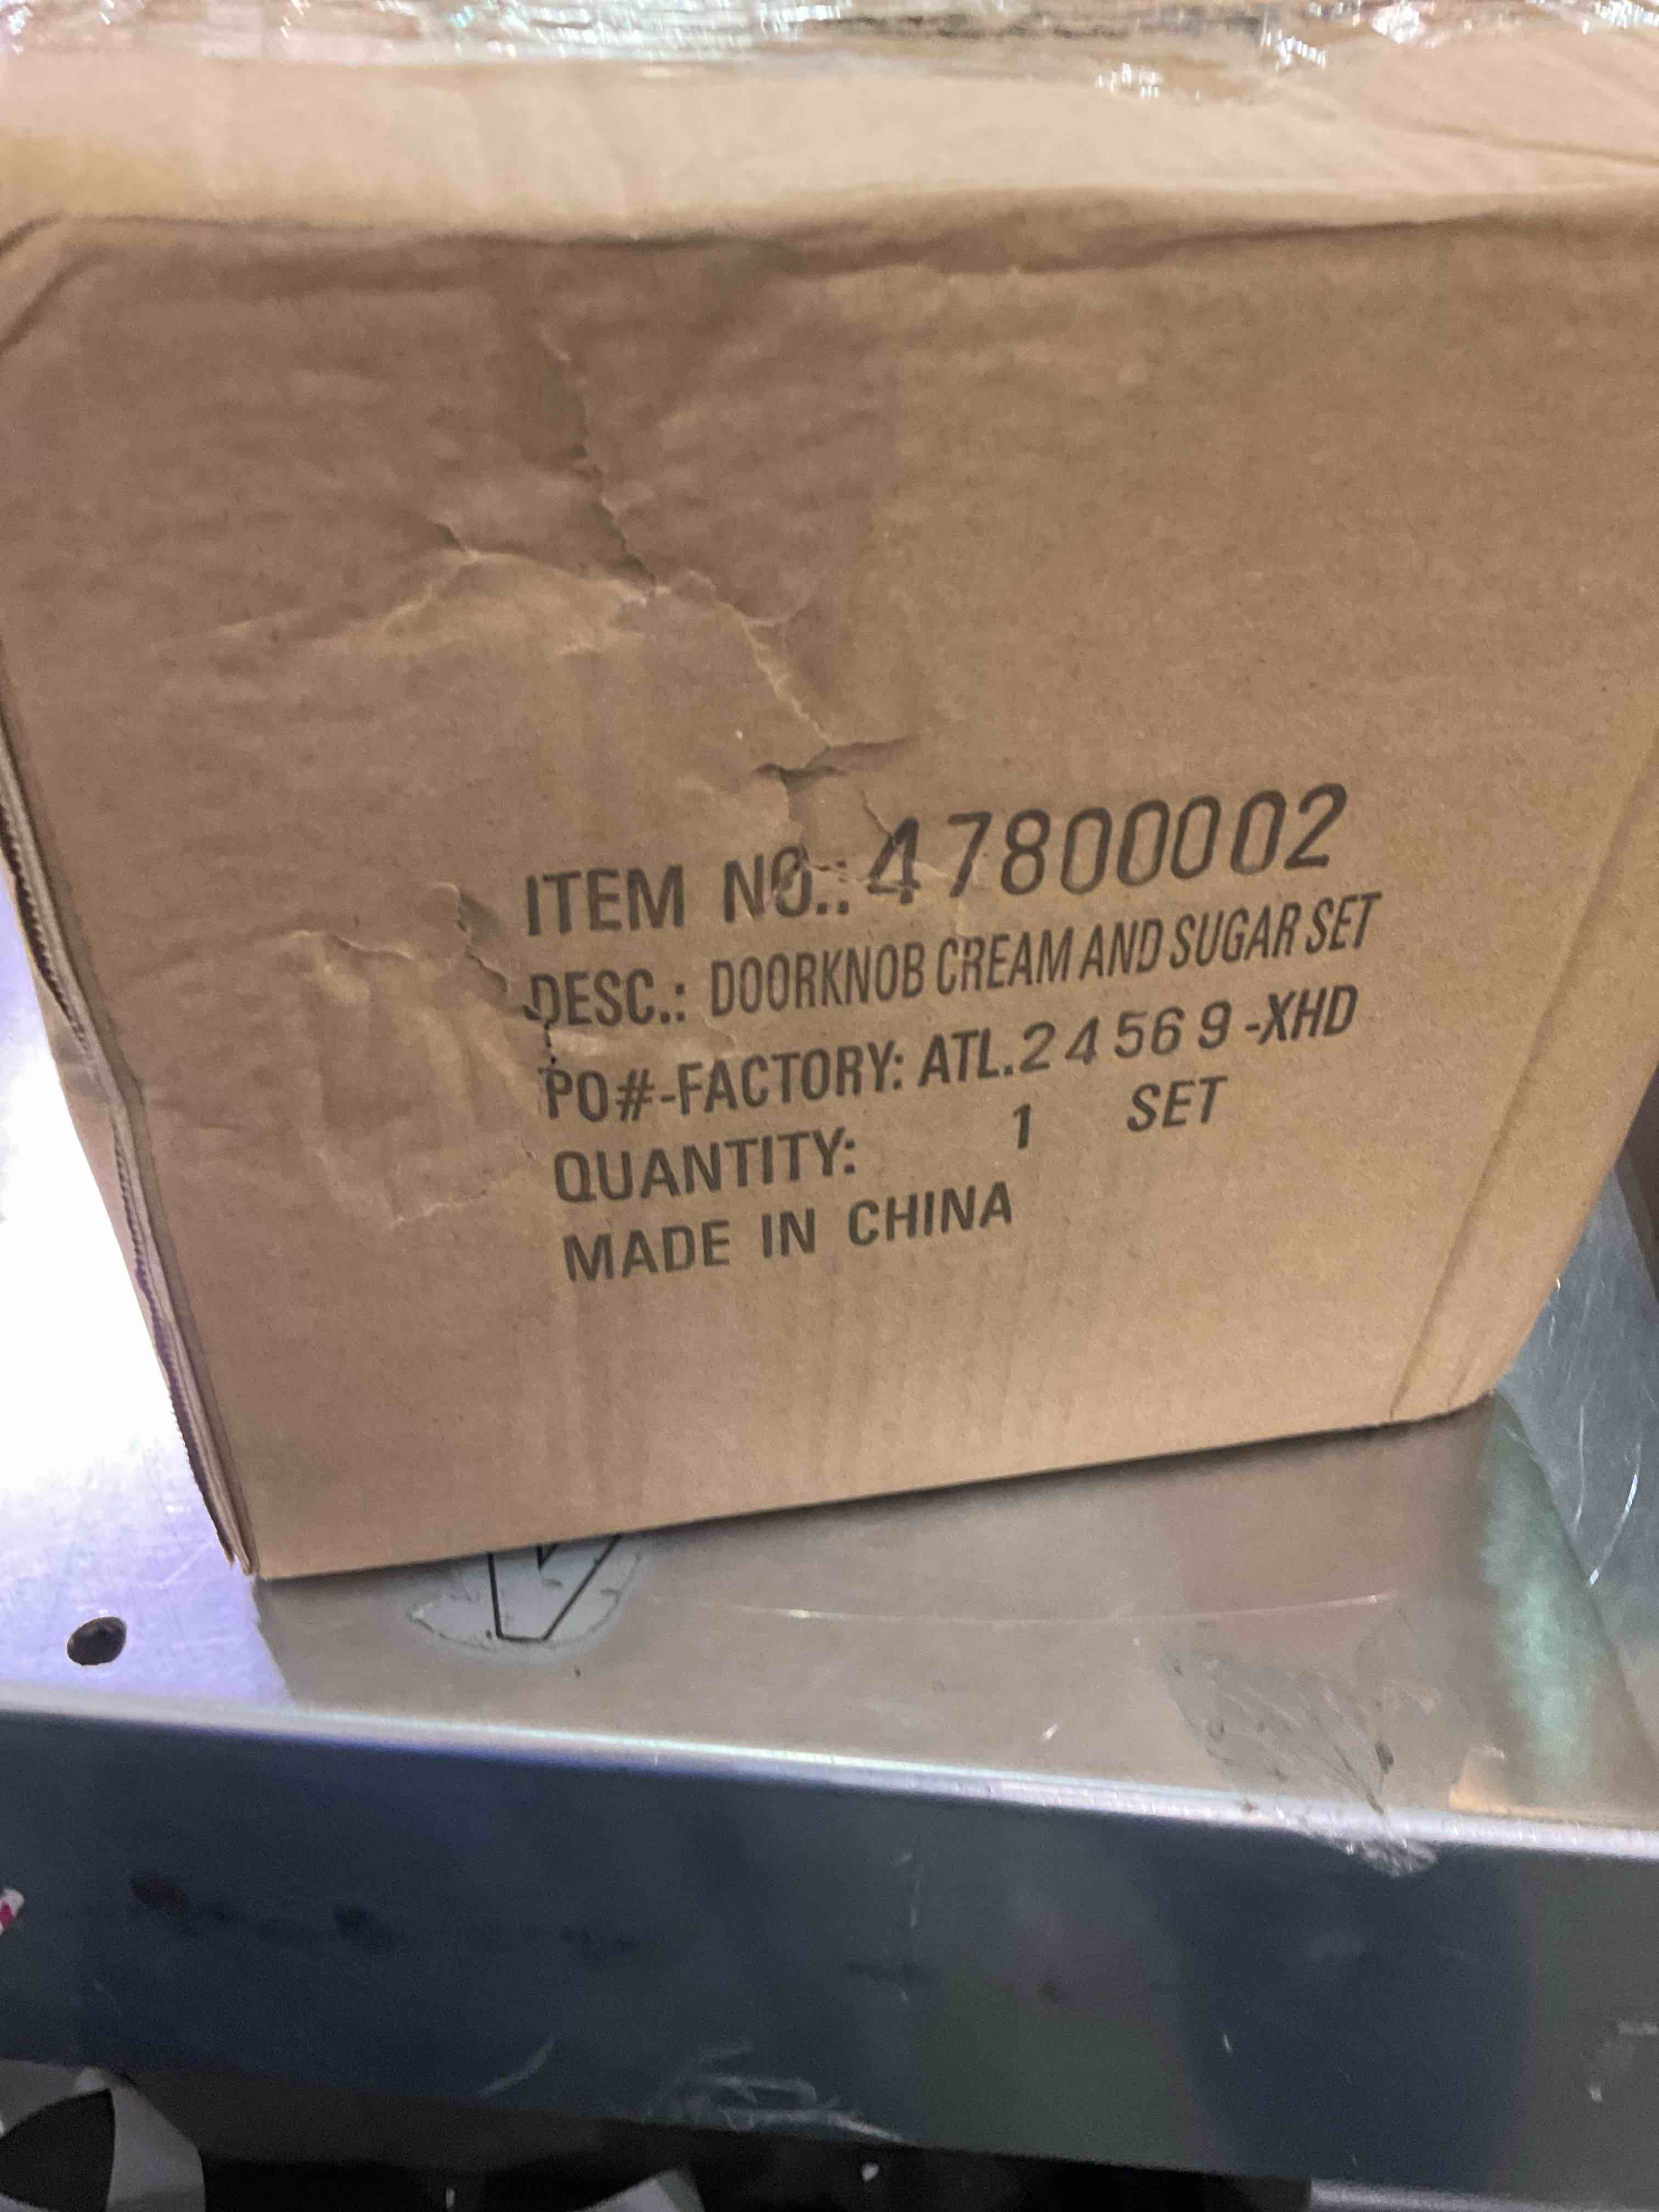 ITEM NO.: 47800002
DESC.: DOORKNOB CREAM AND SUGAR SET
PO#-FACTORY: ATL.24569-XHD
QUANTITY: 1 SET
MADE IN CHINA